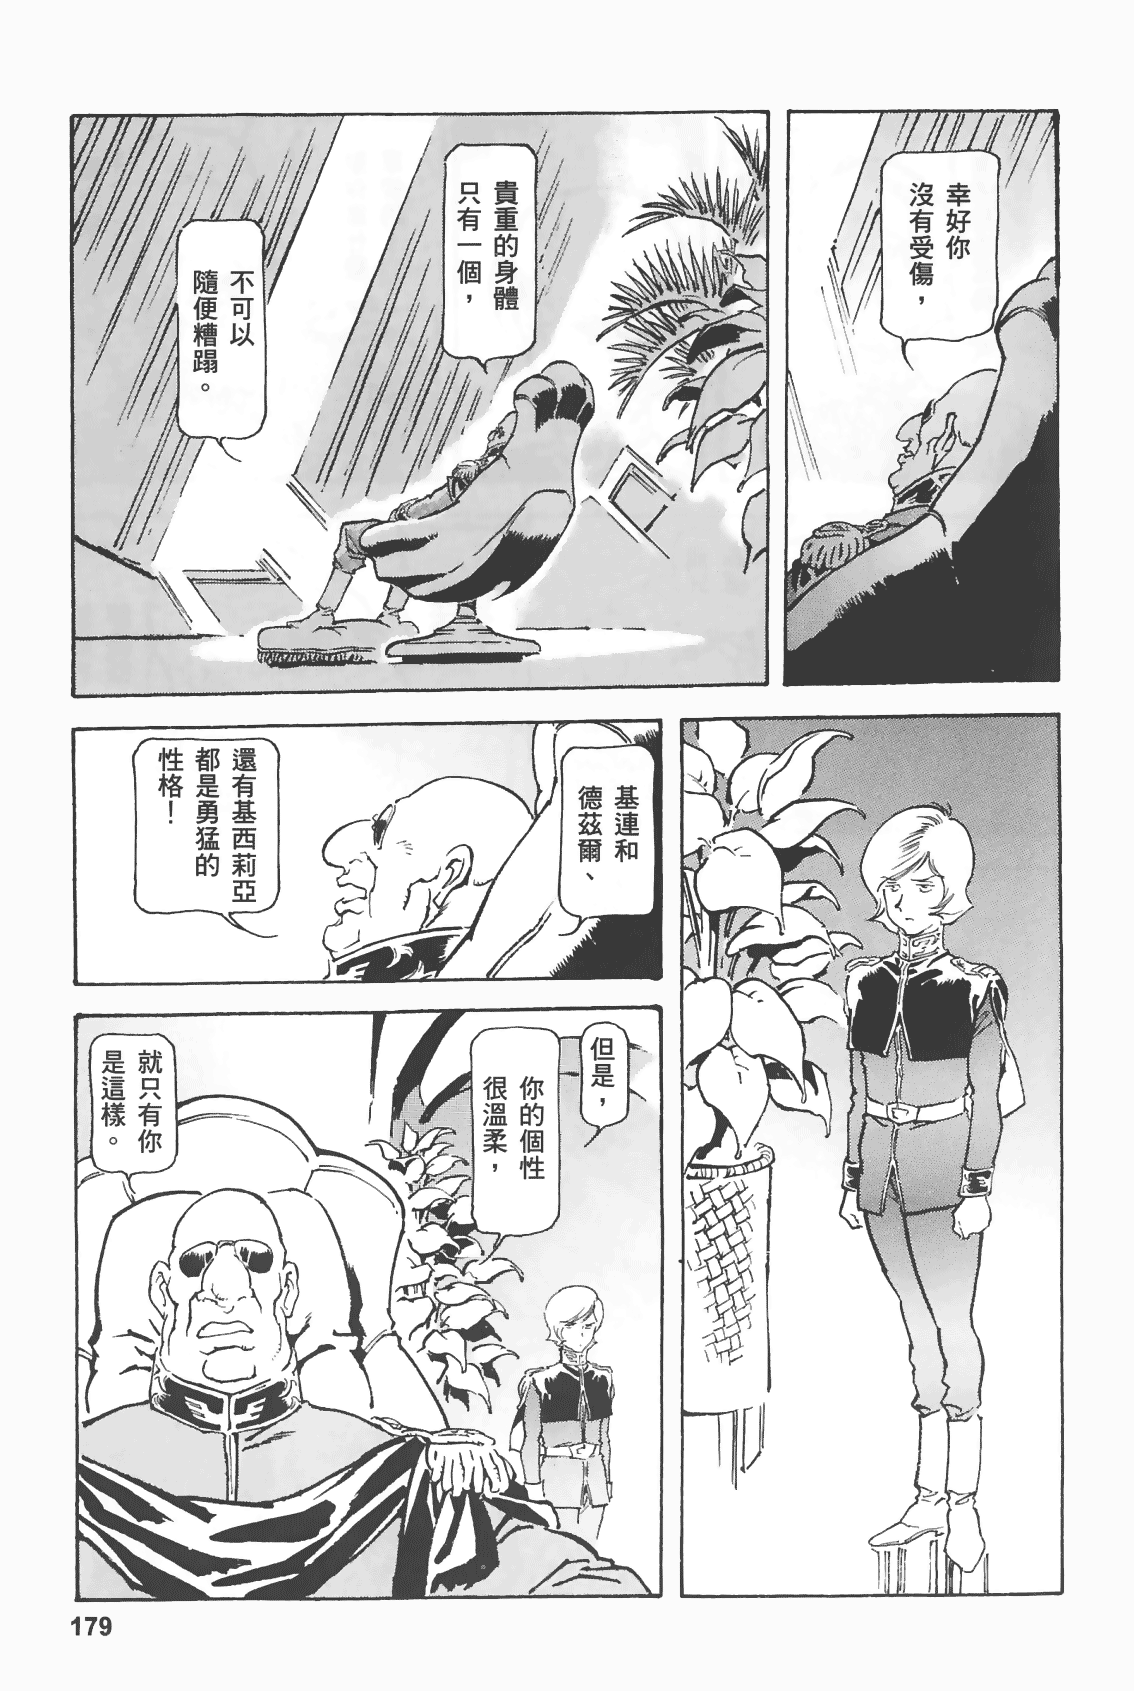 幸好你
沒有受傷，
貴重的身體
只有一個，
不可以
隨便糟蹋。
基連和
德茲爾、
還有基西莉亞
都是勇猛的
性格！
但是，
你的個性
很溫柔，
就只有你
是這樣。
179